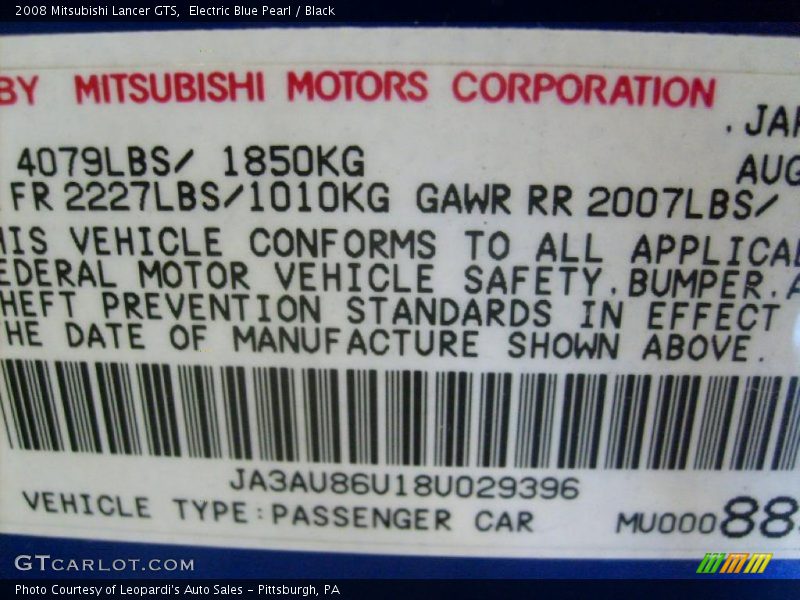 2008 Mitsubishi Lancer GTS,  Electric Blue Pearl / Black
BY MITSUBISHI MOTORS CORPORATION
.JAP
4079LBS/ 1850KG
AUG
FR 2227LBS/1010KG GAWR RR 2007LBS/
HIS VEHICLE CONFORMS TO ALL APPLICAB
EDERAL MOTOR VEHICLE SAFETY.BUMPER.A
HEFT PREVENTION STANDARDS IN EFFECT
HE DATE OF MANUFACTURE SHOWN ABOVE.
JA3AU86U18U029396
VEHICLE TYPE:PASSENGER CAR
MU00088
GTCARLOT.COM
Photo Courtesy of Leopardi's Auto Sales - Pittsburgh, PA